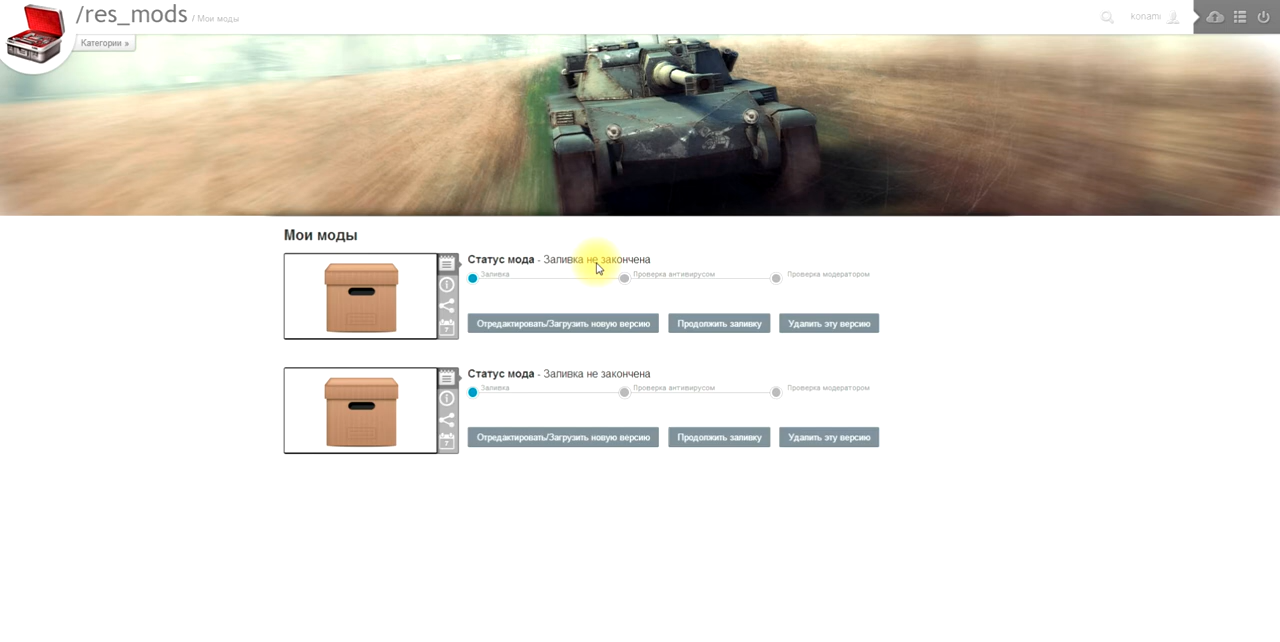 /res_mods / Мои моды
konami
Категории »
Мои моды
Статус мода - Заливка не закончена
Заливка Проверка антивирусом Проверка модератором
Отредактировать/Загрузить новую версию Продолжить заливку Удалить эту версию
7
Статус мода - Заливка не закончена
Заливка Проверка антивирусом Проверка модератором
Отредактировать/Загрузить новую версию Продолжить заливку Удалить эту версию
7